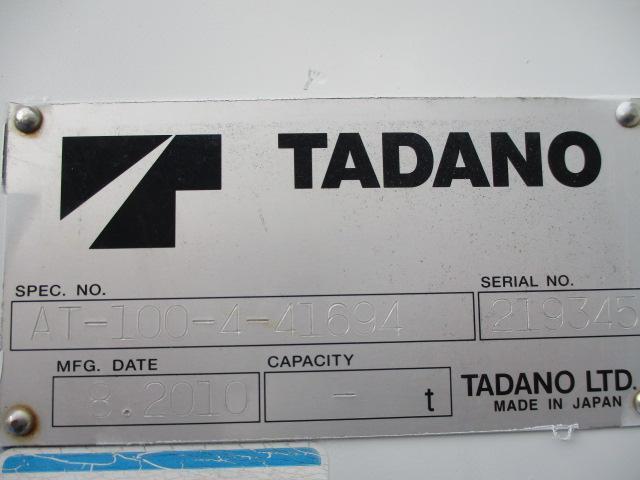 TADANO
SPEC. NO.
SERIAL NO.
AT-100-4-41694
219345
MFG. DATE
CAPACITY
8.2010
- t
TADANO LTD.
MADE IN JAPAN